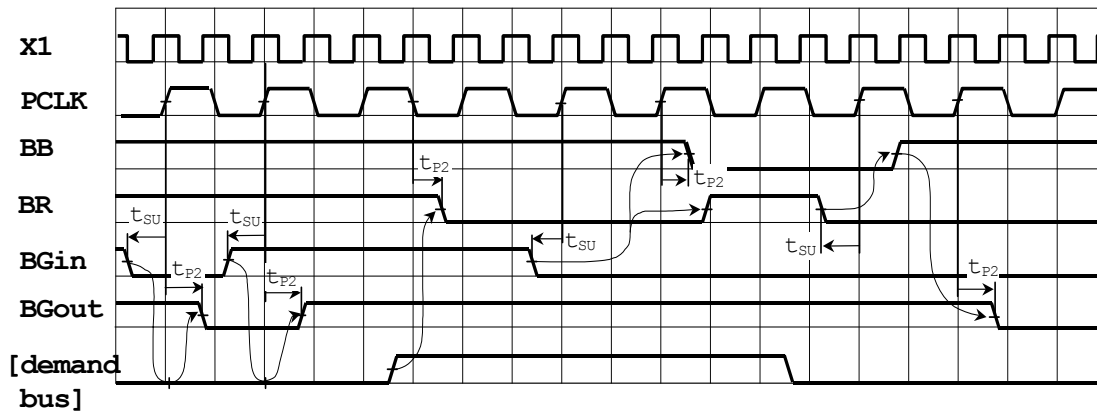 X1
PCLK
BB
tP2
tP2
BR
tSU
tSU
tSU
tSU
BGin
tP2
tP2
tP2
BGout
[demand
bus]